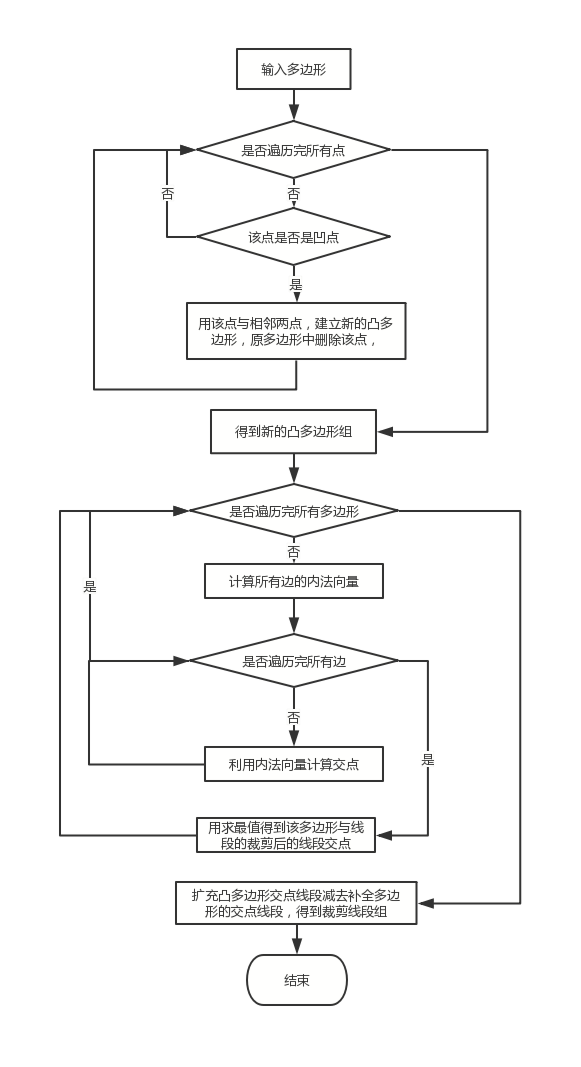 输入多边形
是否遍历完所有点
否
否
该点是否是凹点
是
用该点与相邻两点，建立新的凸多
边形，原多边形中删除该点，
得到新的凸多边形组
是否遍历完所有多边形
否
计算所有边的内法向量
是
是否遍历完所有边
否
利用内法向量计算交点
是
用求最值得到该多边形与线
段的裁剪后的线段交点
扩充凸多边形交点线段减去补全多边
形的交点线段，得到裁剪线段组
结束